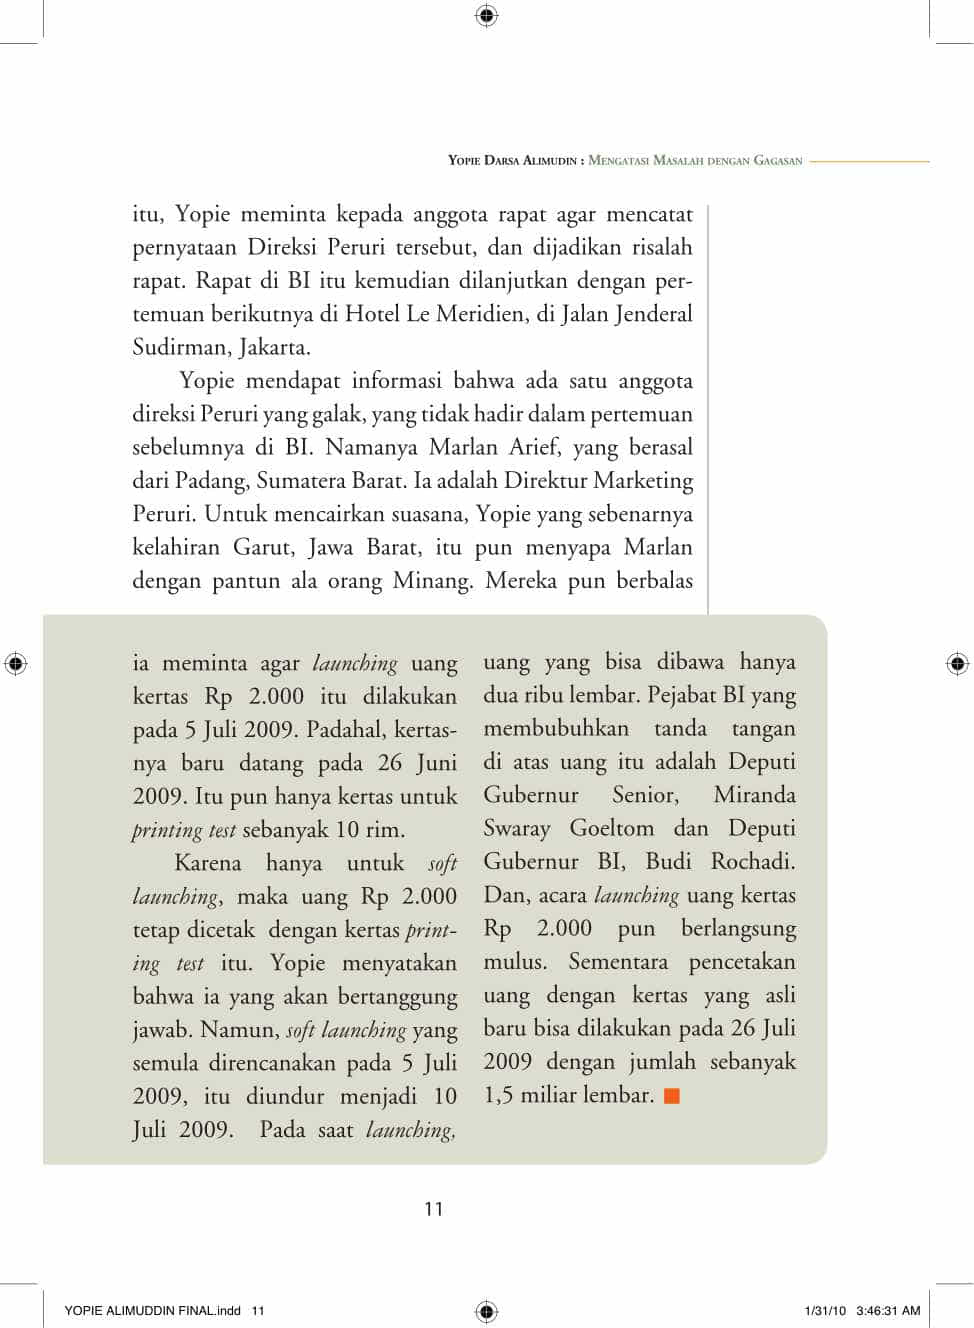 Yopie Darsa Alimudin : Mengatasi Masalah dengan Gagasan
itu, Yopie meminta kepada anggota rapat agar mencatat
pernyataan Direksi Peruri tersebut, dan dijadikan risalah
rapat. Rapat di BI itu kemudian dilanjutkan dengan per-
temuan berikutnya di Hotel Le Meridien, di Jalan Jenderal
Sudirman, Jakarta.
Yopie mendapat informasi bahwa ada satu anggota
direksi Peruri yang galak, yang tidak hadir dalam pertemuan
sebelumnya di BI. Namanya Marlan Arief, yang berasal
dari Padang, Sumatera Barat. Ia adalah Direktur Marketing
Peruri. Untuk mencairkan suasana, Yopie yang sebenarnya
kelahiran Garut, Jawa Barat, itu pun menyapa Marlan
dengan pantun ala orang Minang. Mereka pun berbalas
ia meminta agar launching uang
kertas Rp 2.000 itu dilakukan
pada 5 Juli 2009. Padahal, kertas-
nya baru datang pada 26 Juni
2009. Itu pun hanya kertas untuk
printing test sebanyak 10 rim.
Karena hanya untuk soft
launching, maka uang Rp 2.000
tetap dicetak dengan kertas print-
ing test itu. Yopie menyatakan
bahwa ia yang akan bertanggung
jawab. Namun, soft launching yang
semula direncanakan pada 5 Juli
2009, itu diundur menjadi 10
Juli 2009. Pada saat launching,
uang yang bisa dibawa hanya
dua ribu lembar. Pejabat BI yang
membubuhkan tanda tangan
di atas uang itu adalah Deputi
Gubernur Senior, Miranda
Swaray Goeltom dan Deputi
Gubernur BI, Budi Rochadi.
Dan, acara launching uang kertas
Rp 2.000 pun berlangsung
mulus. Sementara pencetakan
uang dengan kertas yang asli
baru bisa dilakukan pada 26 Juli
2009 dengan jumlah sebanyak
1,5 miliar lembar.
11
YOPIE ALIMUDDIN FINAL.indd 11
1/31/10 3:46:31 AM